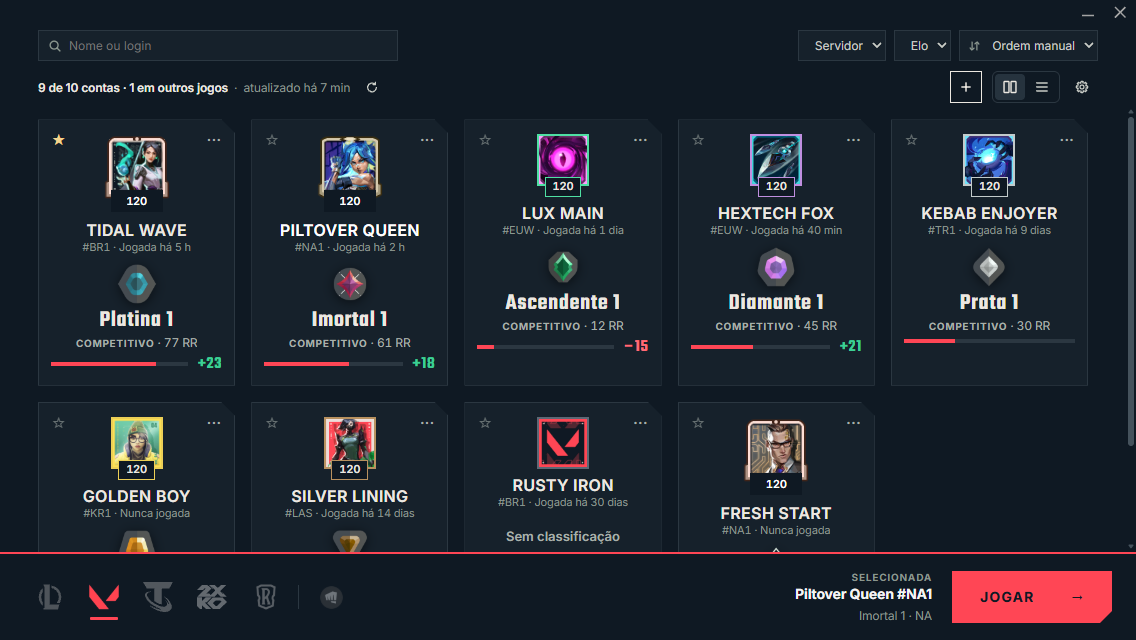 Nome ou login
Servidor
Elo
Ordem manual
9 de 10 contas · 1 em outros jogos · atualizado há 7 min
120
TIDAL WAVE
#BR1 · Jogada há 5 h
Platina 1
COMPETITIVO · 77 RR
+23
120
PILTOVER QUEEN
#NA1 · Jogada há 2 h
Imortal 1
COMPETITIVO · 61 RR
+18
120
LUX MAIN
#EUW · Jogada há 1 dia
Ascendente 1
COMPETITIVO · 12 RR
−15
120
HEXTECH FOX
#EUW · Jogada há 40 min
Diamante 1
COMPETITIVO · 45 RR
+21
120
KEBAB ENJOYER
#TR1 · Jogada há 9 dias
Prata 1
COMPETITIVO · 30 RR
120
GOLDEN BOY
#KR1 · Nunca jogada
120
SILVER LINING
#LAS · Jogada há 14 dias
RUSTY IRON
#BR1 · Jogada há 30 dias
Sem classificação
120
FRESH START
#NA1 · Nunca jogada
2XKO
SELECIONADA
Piltover Queen #NA1
Imortal 1 · NA
JOGAR →